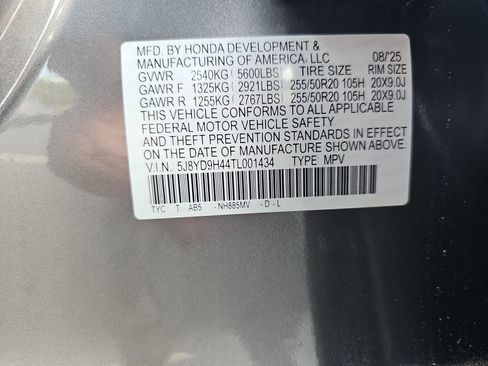 MFD. BY HONDA DEVELOPMENT &
MANUFACTURING OF AMERICA, LLC 08/25
GVWR 2540KG ( 5600LBS) TIRE SIZE RIM SIZE
GAWR F 1325KG ( 2921LBS) 255/50R20 105H 20X9.0J
GAWR R 1255KG ( 2767LBS) 255/50R20 105H 20X9.0J
THIS VEHICLE CONFORMS TO ALL APPLICABLE
FEDERAL MOTOR VEHICLE SAFETY
AND THEFT PREVENTION STANDARDS IN EFFECT
ON THE DATE OF MANUFACTURE SHOWN ABOVE.
V.I.N. 5J8YD9H44TL001434 TYPE MPV
TYC T AB5 -NH885MV -D-L